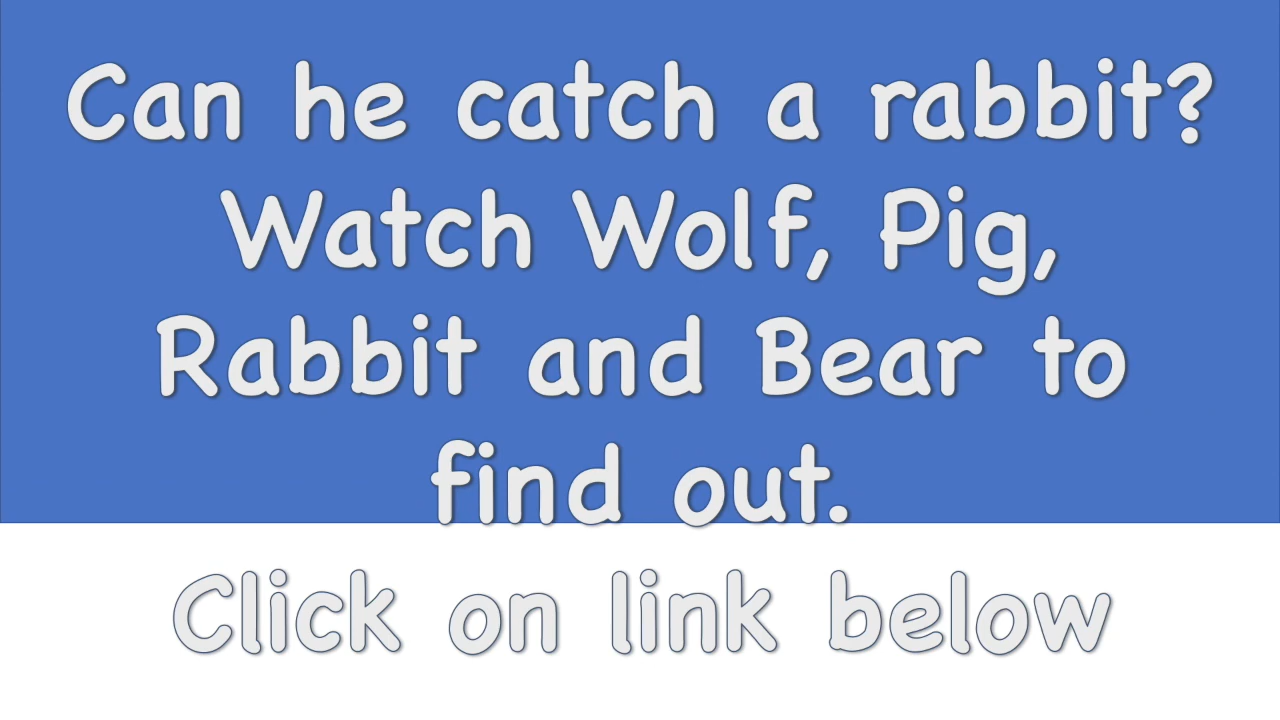 Can he catch a rabbit?
Watch Wolf, Pig,
Rabbit and Bear to
find out.
Click on link below